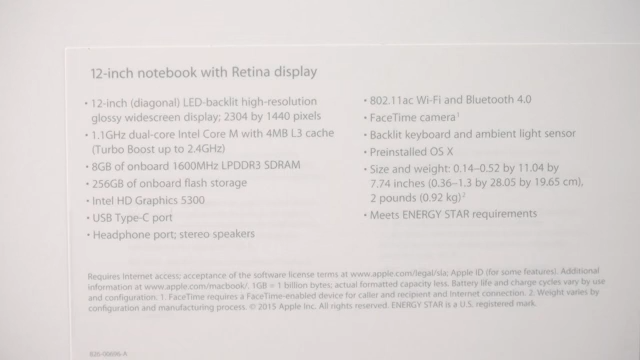 12-inch notebook with Retina display
• 12-inch (diagonal) LED-backlit high-resolution
glossy widescreen display; 2304 by 1440 pixels
• 1.1GHz dual-core Intel Core M with 4MB L3 cache
(Turbo Boost up to 2.4GHz)
• 8GB of onboard 1600MHz LPDDR3 SDRAM
• 256GB of onboard flash storage
• Intel HD Graphics 5300
• USB Type-C port
• Headphone port; stereo speakers
• 802.11ac Wi-Fi and Bluetooth 4.0
• FaceTime camera¹
• Backlit keyboard and ambient light sensor
• Preinstalled OS X
• Size and weight: 0.14–0.52 by 11.04 by
7.74 inches (0.36–1.3 by 28.05 by 19.65 cm),
2 pounds (0.92 kg)²
• Meets ENERGY STAR requirements
Requires Internet access; acceptance of the software license terms at www.apple.com/legal/sla; Apple ID (for some features). Additional
information at www.apple.com/macbook/. 1GB = 1 billion bytes; actual formatted capacity less. Battery life and charge cycles vary by use
and configuration. 1. FaceTime requires a FaceTime-enabled device for caller and recipient and Internet connection. 2. Weight varies by
configuration and manufacturing process. © 2015 Apple Inc. All rights reserved. ENERGY STAR is a U.S. registered mark.